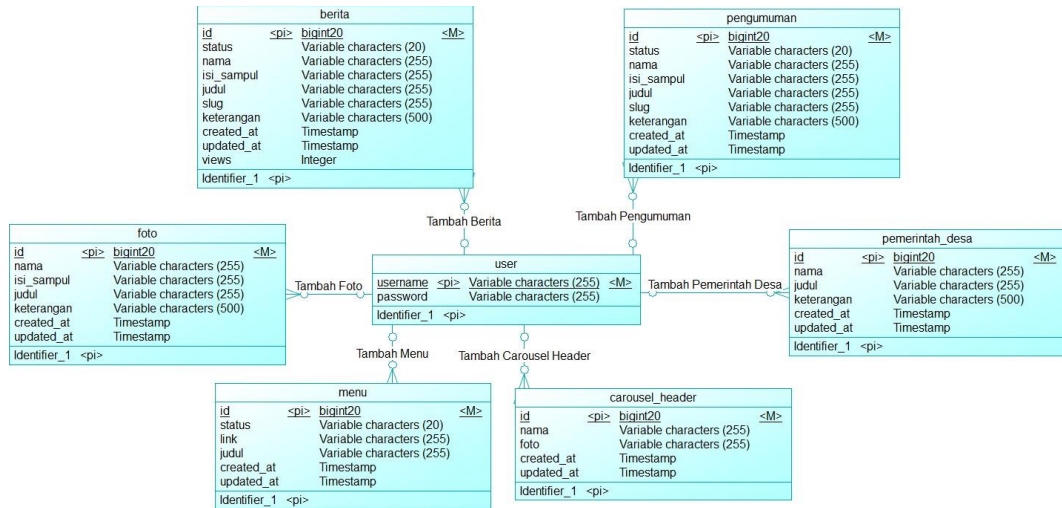 berita
id <pi> bigint20 <M>
status Variable characters (20)
nama Variable characters (255)
isi_sampul Variable characters (255)
judul Variable characters (255)
slug Variable characters (255)
keterangan Variable characters (500)
created_at Timestamp
updated_at Timestamp
views Integer
Identifier_1 <pi>
pengumuman
id <pi> bigint20 <M>
status Variable characters (20)
nama Variable characters (255)
isi_sampul Variable characters (255)
judul Variable characters (255)
slug Variable characters (255)
keterangan Variable characters (500)
created_at Timestamp
updated_at Timestamp
Identifier_1 <pi>
Tambah Berita
Tambah Pengumuman
foto
id <pi> bigint20 <M>
nama Variable characters (255)
isi_sampul Variable characters (255)
judul Variable characters (255)
keterangan Variable characters (500)
created_at Timestamp
updated_at Timestamp
Identifier_1 <pi>
Tambah Foto
user
username <pi> Variable characters (255) <M>
password Variable characters (255)
Identifier_1 <pi>
Tambah Pemerintah Desa
pemerintah_desa
id <pi> bigint20 <M>
nama Variable characters (255)
judul Variable characters (255)
keterangan Variable characters (500)
created_at Timestamp
updated_at Timestamp
Identifier_1 <pi>
Tambah Menu
Tambah Carousel Header
menu
id <pi> bigint20 <M>
status Variable characters (20)
link Variable characters (255)
judul Variable characters (255)
created_at Timestamp
updated_at Timestamp
Identifier_1 <pi>
carousel_header
id <pi> bigint20 <M>
nama Variable characters (255)
foto Variable characters (255)
created_at Timestamp
updated_at Timestamp
Identifier_1 <pi>